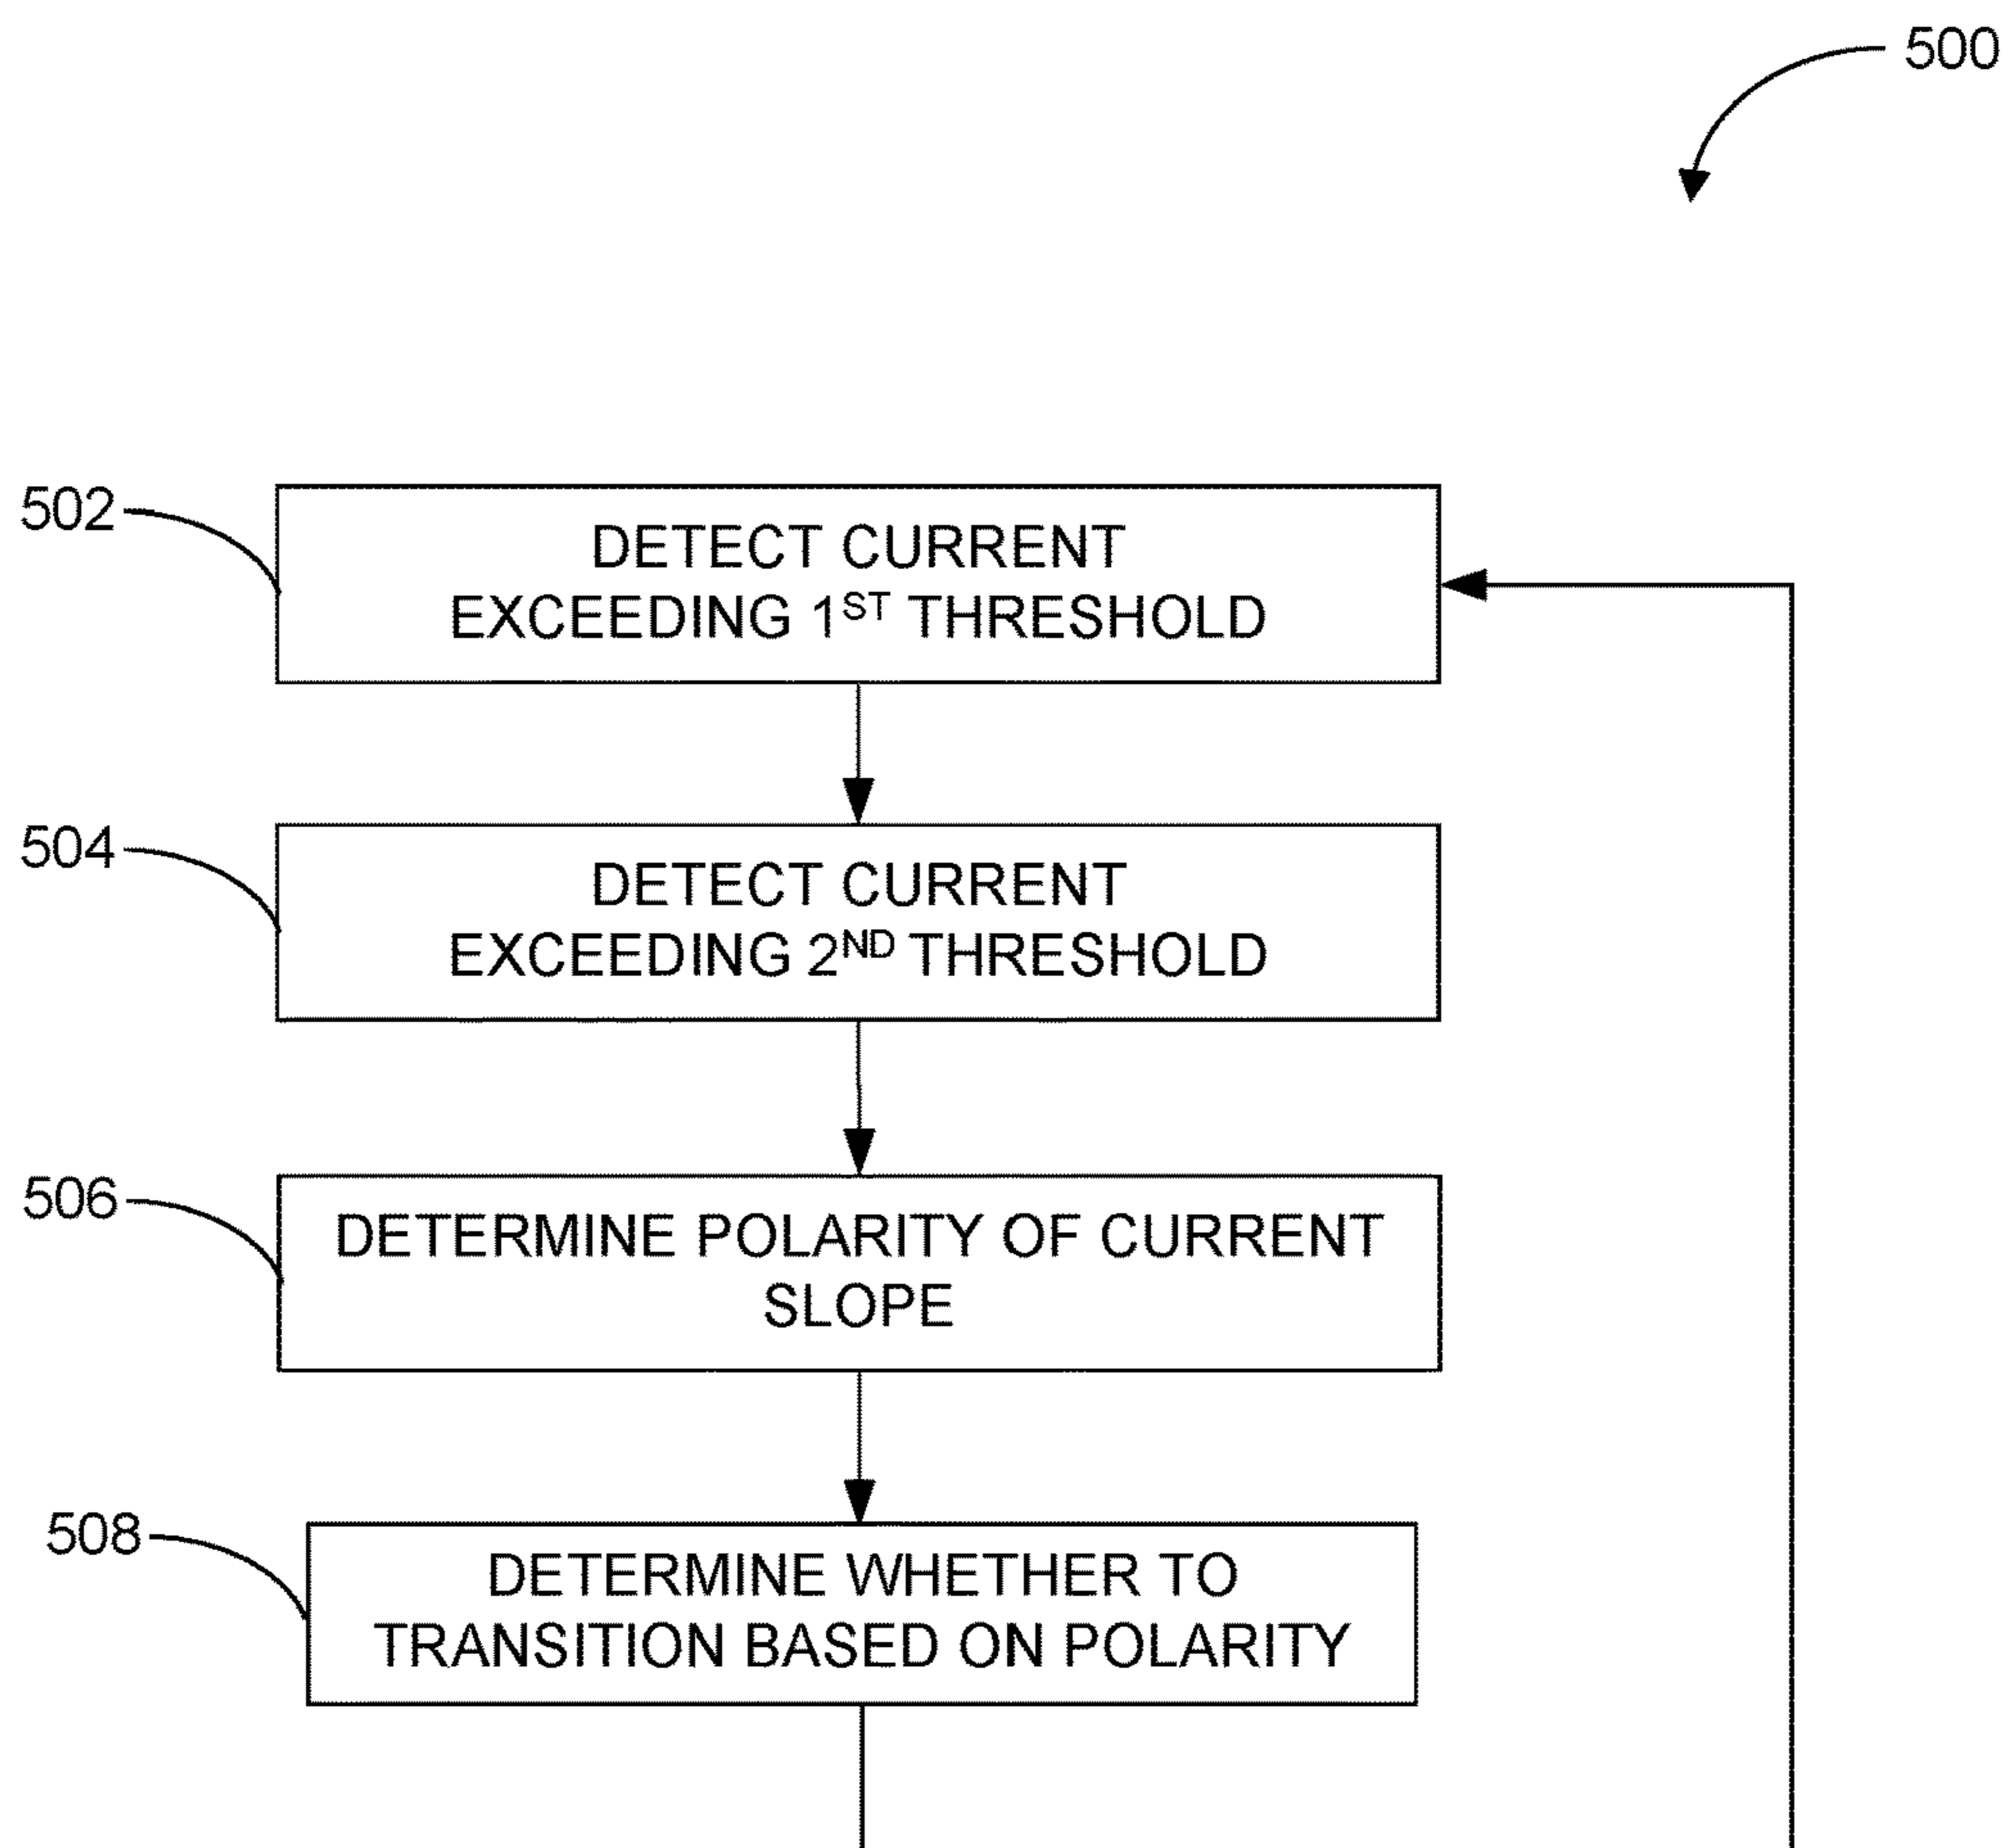 500
502
DETECT CURRENT
EXCEEDING 1ST THRESHOLD
504
DETECT CURRENT
EXCEEDING 2ND THRESHOLD
506
DETERMINE POLARITY OF CURRENT
SLOPE
508
DETERMINE WHETHER TO
TRANSITION BASED ON POLARITY